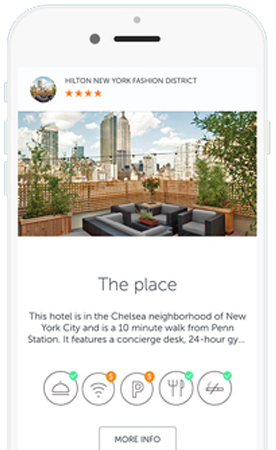 HILTON NEW YORK FASHION DISTRICT
The place
This hotel is in the Chelsea neighborhood of New
York City and is a 10 minute walk from Penn
Station. It features a concierge desk, 24-hour gy...
$ $
P
MORE INFO